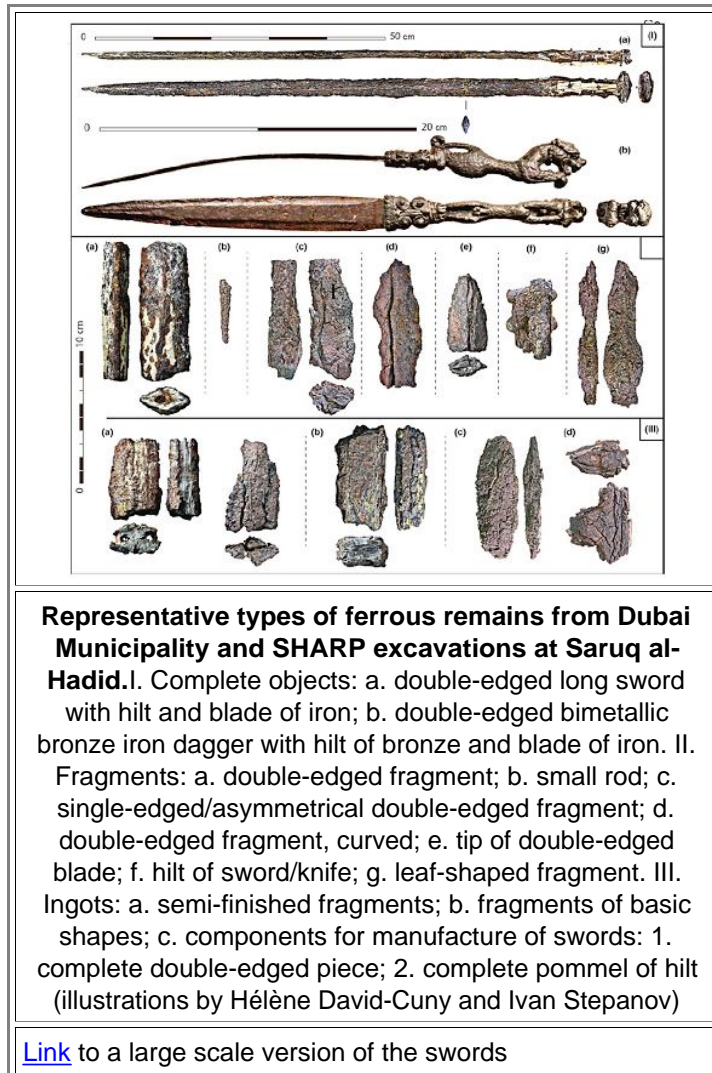 0 50 cm (a) (I)
0 20 cm (b)
(a) (b) (c) (d) (e) (f) (g)
10 cm
0
(a) (b) (c) (d) (III)
Representative types of ferrous remains from Dubai
Municipality and SHARP excavations at Saruq al-
Hadid.I. Complete objects: a. double-edged long sword
with hilt and blade of iron; b. double-edged bimetallic
bronze iron dagger with hilt of bronze and blade of iron. II.
Fragments: a. double-edged fragment; b. small rod; c.
single-edged/asymmetrical double-edged fragment; d.
double-edged fragment, curved; e. tip of double-edged
blade; f. hilt of sword/knife; g. leaf-shaped fragment. III.
Ingots: a. semi-finished fragments; b. fragments of basic
shapes; c. components for manufacture of swords: 1.
complete double-edged piece; 2. complete pommel of hilt
(illustrations by Hélène David-Cuny and Ivan Stepanov)
Link to a large scale version of the swords